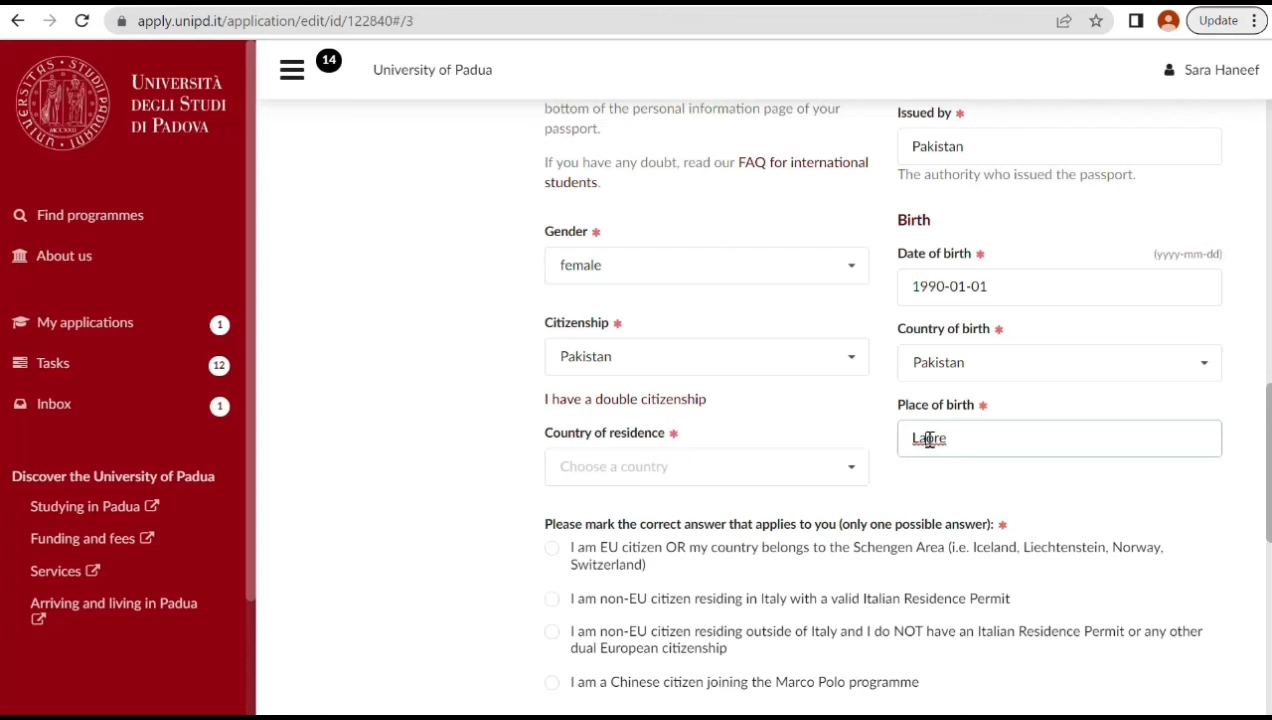 apply.unipd.it/application/edit/id/122840#/3
Update
UNIVERSITÀ
DEGLI STUDI
DI PADOVA
14
University of Padua
Sara Haneef
Find programmes
About us
My applications 1
Tasks 12
Inbox 1
Discover the University of Padua
Studying in Padua
Funding and fees
Services
Arriving and living in Padua
bottom of the personal information page of your
passport.
If you have any doubt, read our FAQ for international
students.
Gender *
female
Citizenship *
Pakistan
I have a double citizenship
Country of residence *
Choose a country
Issued by *
Pakistan
The authority who issued the passport.
Birth
Date of birth * (yyyy-mm-dd)
1990-01-01
Country of birth *
Pakistan
Place of birth *
Laore
Please mark the correct answer that applies to you (only one possible answer): *
I am EU citizen OR my country belongs to the Schengen Area (i.e. Iceland, Liechtenstein, Norway,
Switzerland)
I am non-EU citizen residing in Italy with a valid Italian Residence Permit
I am non-EU citizen residing outside of Italy and I do NOT have an Italian Residence Permit or any other
dual European citizenship
I am a Chinese citizen joining the Marco Polo programme